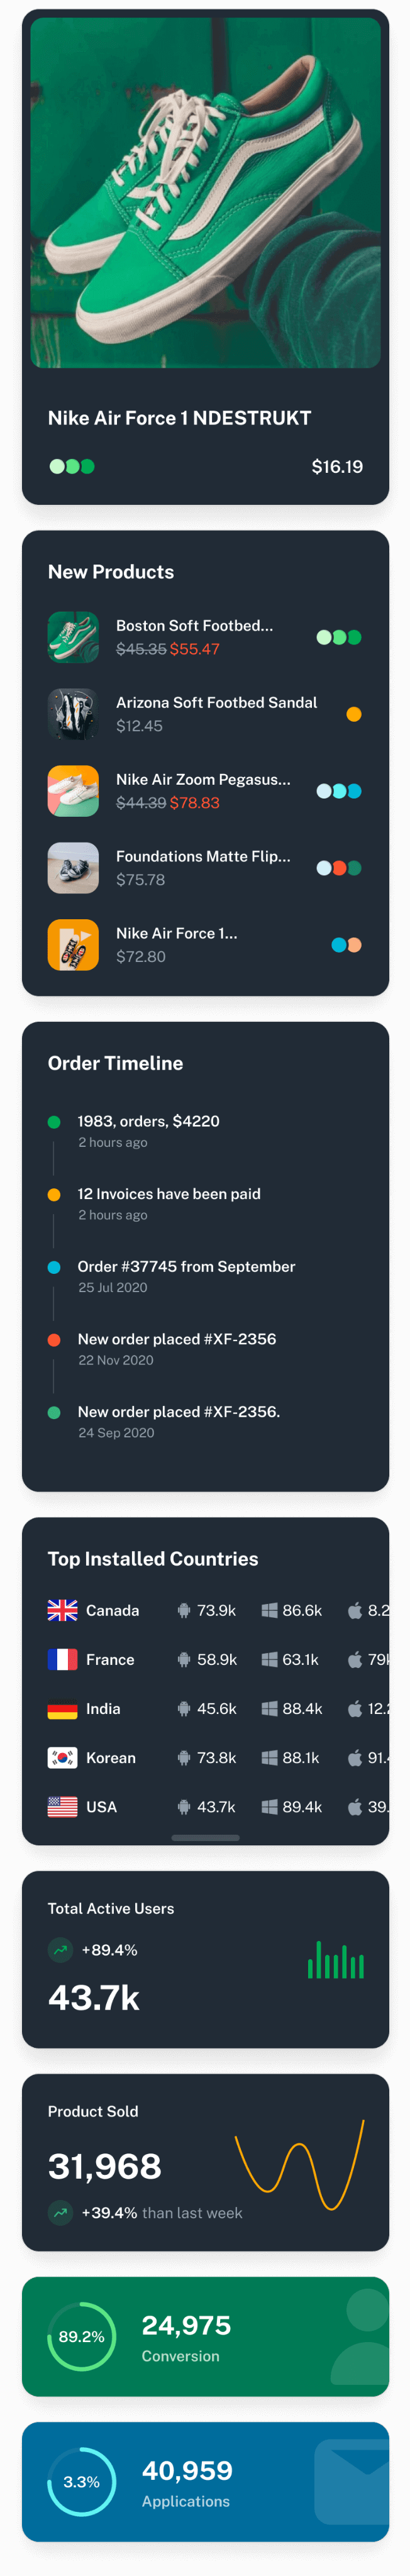 Nike Air Force 1 NDESTRUKT
$16.19
New Products
Boston Soft Footbed...
$45.35 $55.47
Arizona Soft Footbed Sandal
$12.45
Nike Air Zoom Pegasus...
$44.39 $78.83
Foundations Matte Flip...
$75.78
Nike Air Force 1...
$72.80
Order Timeline
1983, orders, $4220
2 hours ago
12 Invoices have been paid
2 hours ago
Order #37745 from September
25 Jul 2020
New order placed #XF-2356
22 Nov 2020
New order placed #XF-2356.
24 Sep 2020
Top Installed Countries
Canada 73.9k 86.6k 8.2
France 58.9k 63.1k 79
India 45.6k 88.4k 12.
Korean 73.8k 88.1k 91.
USA 43.7k 89.4k 39.
Total Active Users
+89.4%
43.7k
Product Sold
31,968
+39.4% than last week
89.2% 24,975
Conversion
3.3% 40,959
Applications